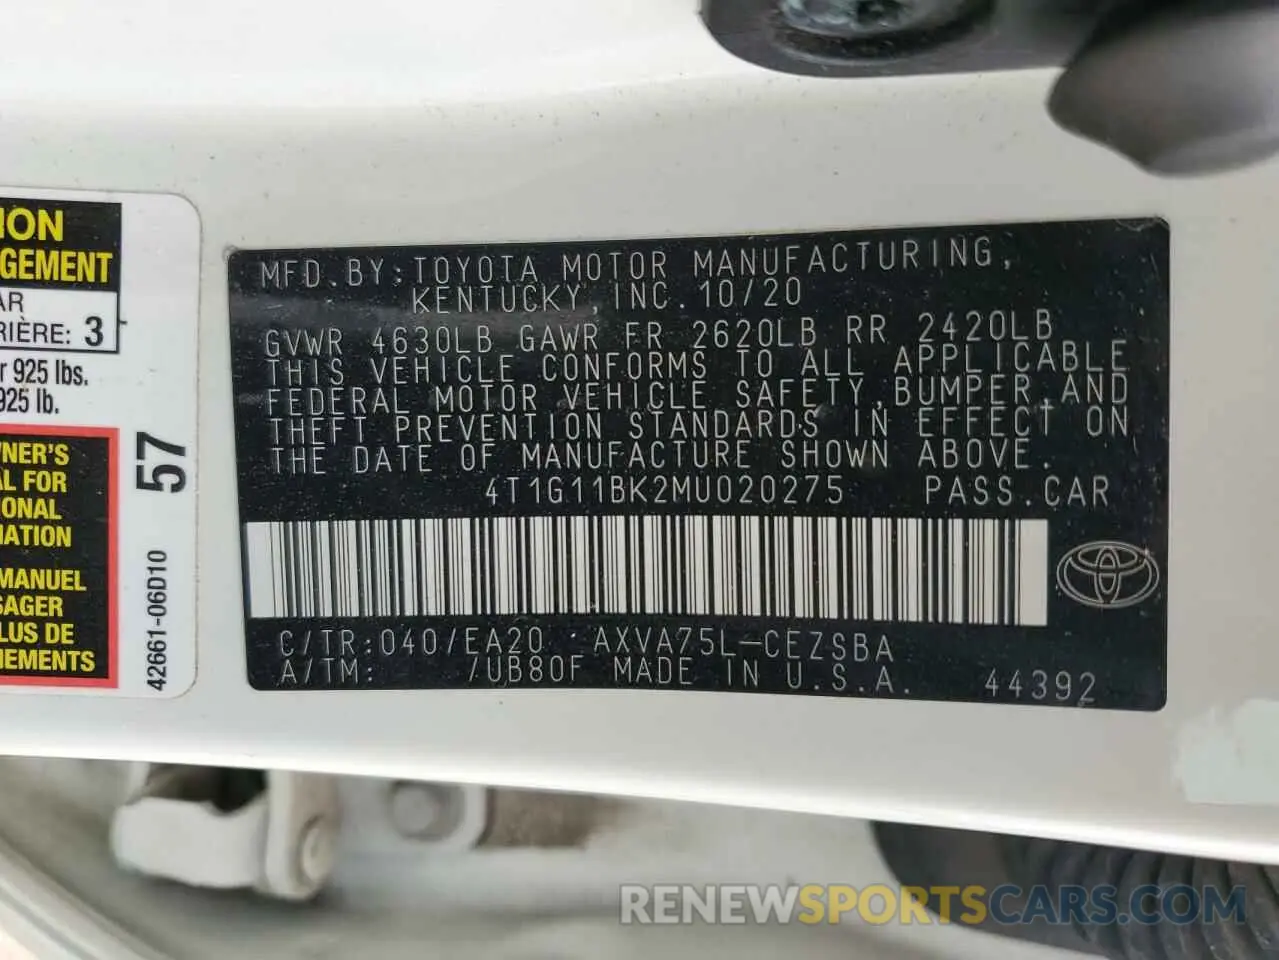 ION
GEMENT
AR
RIÈRE: 3
r 925 lbs.
925 lb.
WNER'S
AL FOR
IONAL
MATION
MANUEL
SAGER
LUS DE
NEMENTS
57
42661-06D10
MFD.BY:TOYOTA MOTOR MANUFACTURING,
KENTUCKY,INC.10/20
GVWR 4630LB GAWR FR 2620LB RR 2420LB
THIS VEHICLE CONFORMS TO ALL APPLICABLE
FEDERAL MOTOR VEHICLE SAFETY,BUMPER,AND
THEFT PREVENTION STANDARDS IN EFFECT ON
THE DATE OF MANUFACTURE SHOWN ABOVE.
4T1G11BK2MU020275 PASS.CAR
C/TR:040/EA20 AXVA75L-CEZSBA
A/TM: /UB80F MADE IN U.S.A. 44392
RENEWSPORTSCARS.COM